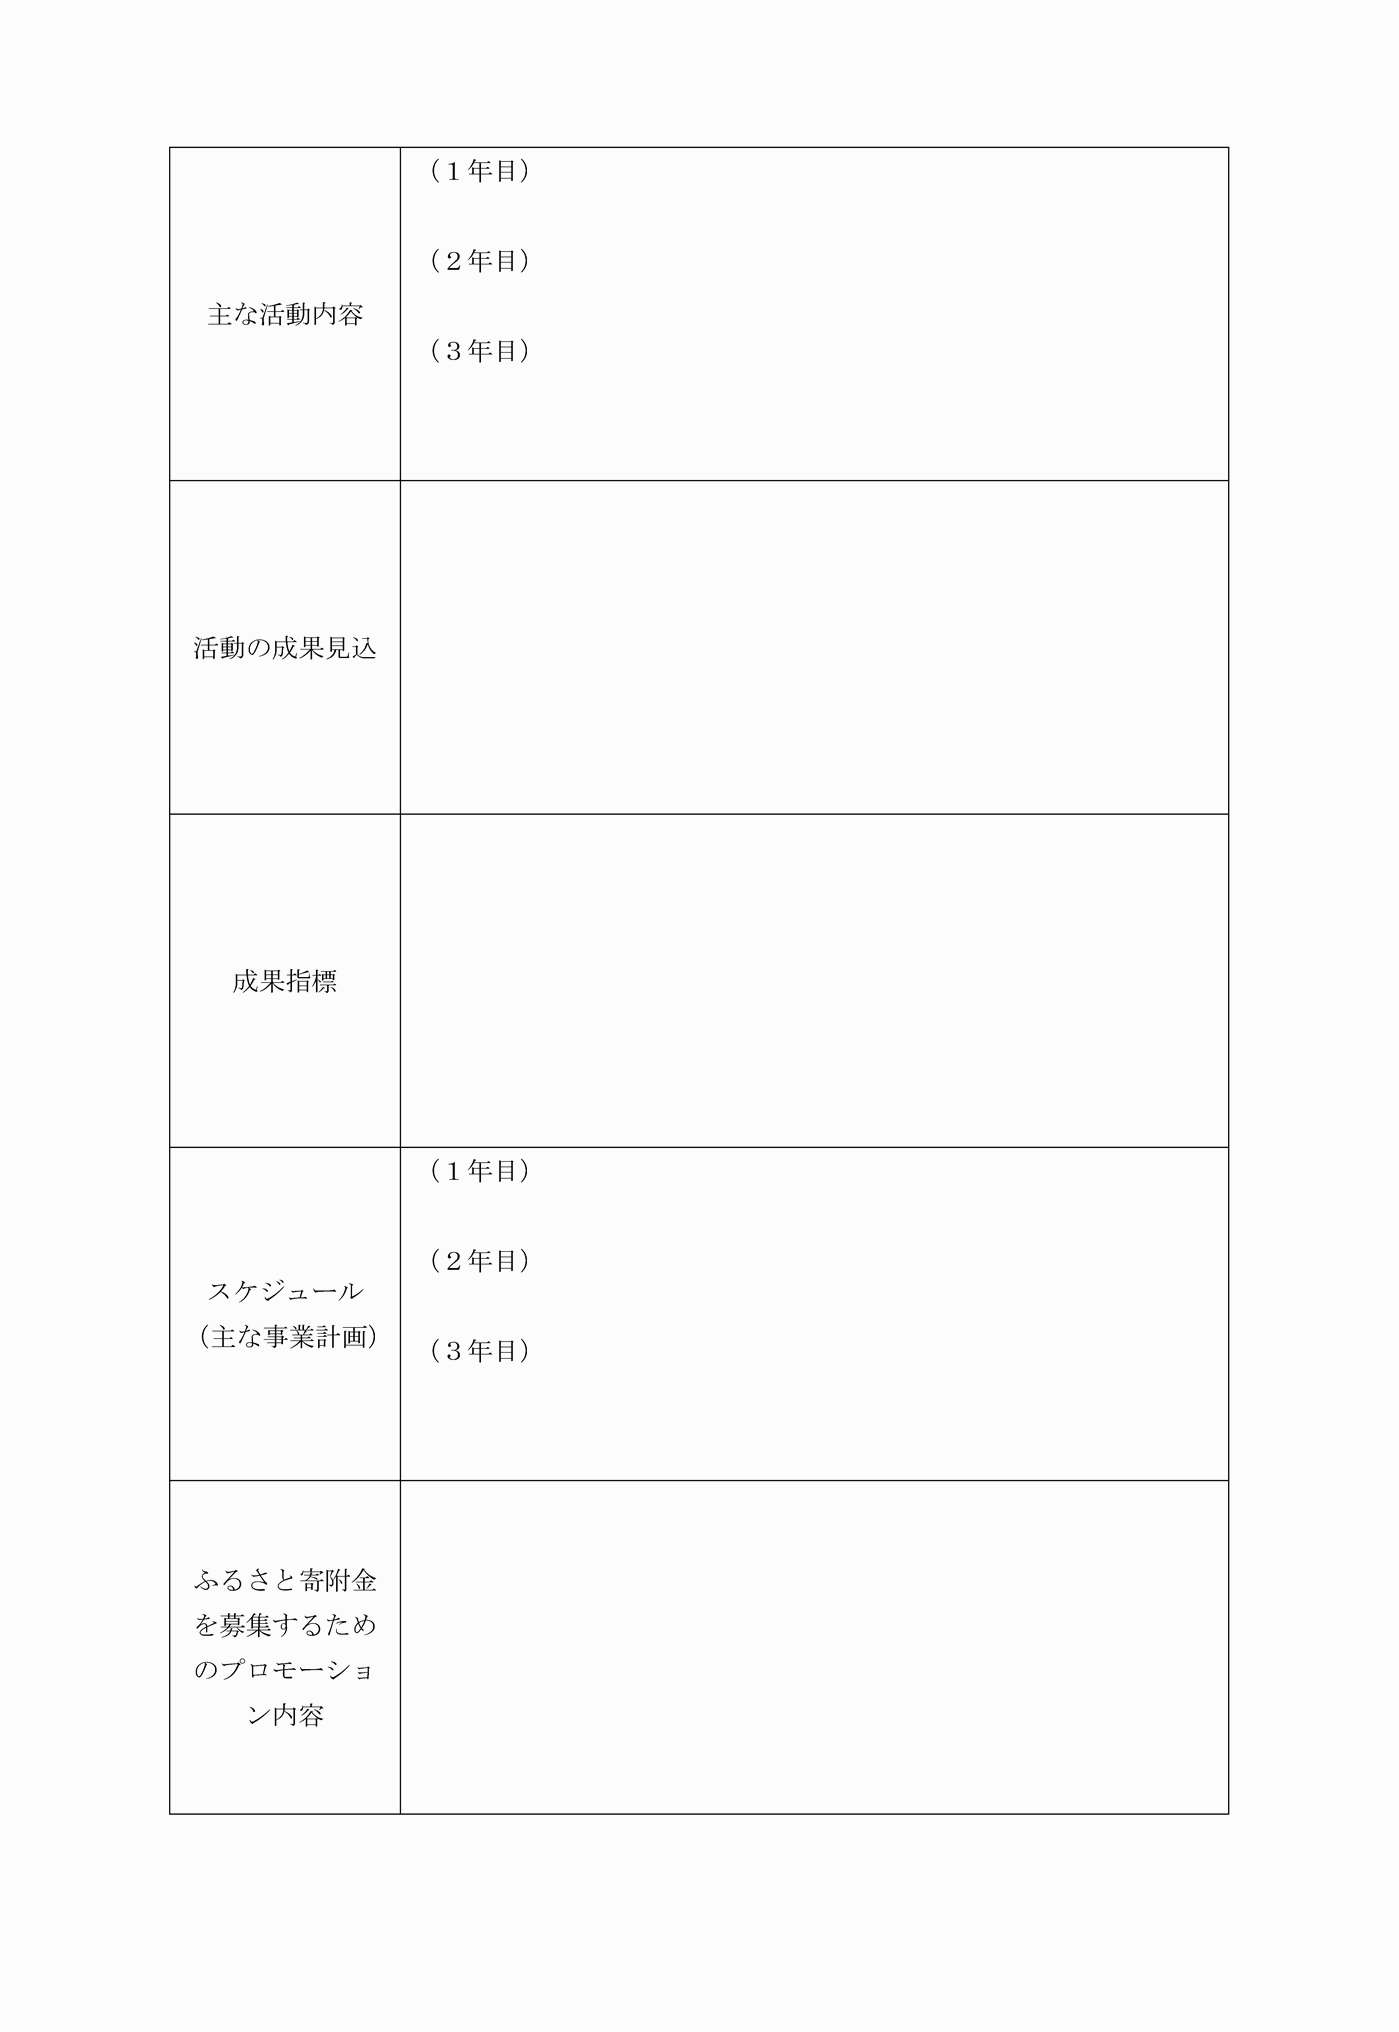 主な活動内容
（１年目）
（２年目）
（３年目）
活動の成果見込
成果指標
スケジュール
（主な事業計画）
（１年目）
（２年目）
（３年目）
ふるさと寄附金
を募集するため
のプロモーショ
ン内容